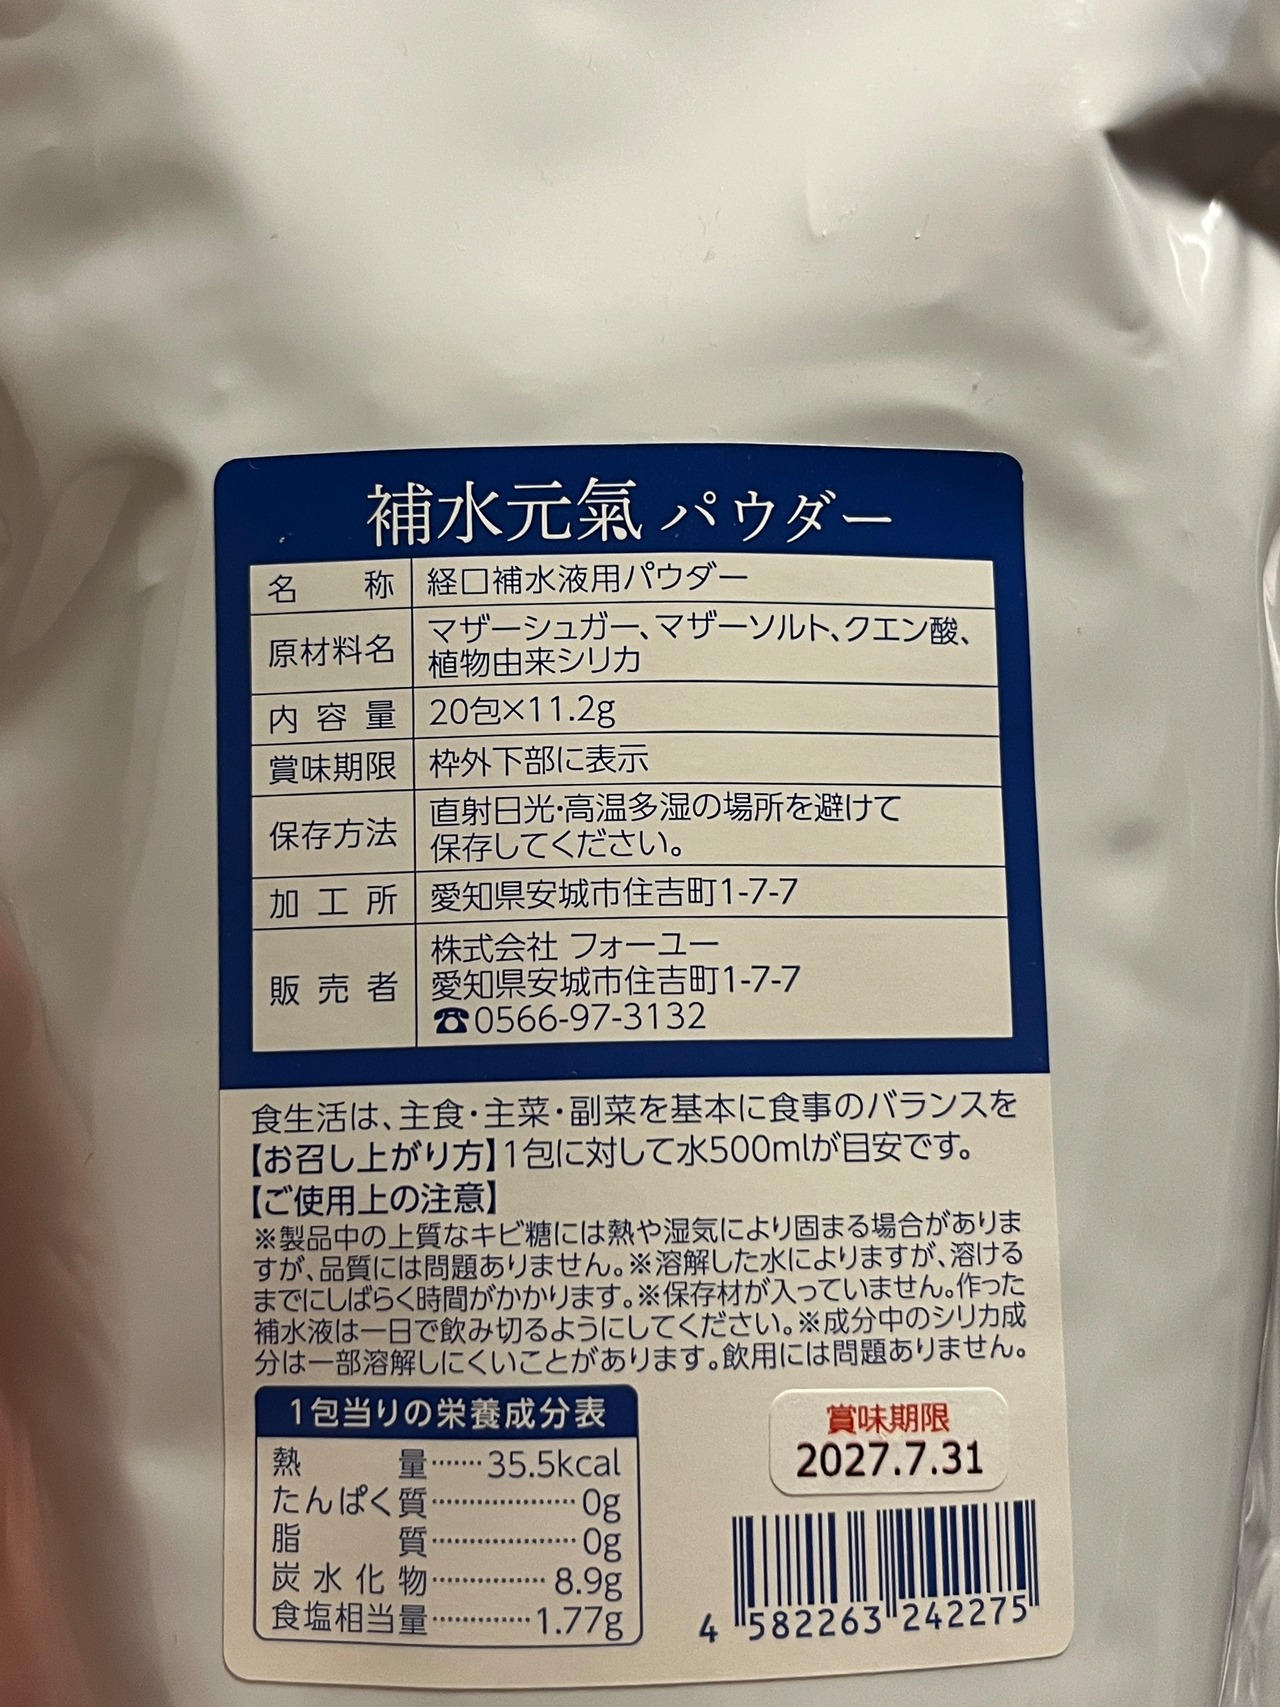 補水元氣 パウダー
名称 経口補水液用パウダー
原材料名 マザーシュガー、マザーソルト、クエン酸、
植物由来シリカ
内容量 20包×11.2g
賞味期限 枠外下部に表示
保存方法 直射日光・高温多湿の場所を避けて
保存してください。
加工所 愛知県安城市住吉町1-7-7
販売者 株式会社 フォーユー
愛知県安城市住吉町1-7-7
☎0566-97-3132
食生活は、主食・主菜・副菜を基本に食事のバランスを
【お召し上がり方】1包に対して水500mlが目安です。
【ご使用上の注意】
※製品中の上質なキビ糖には熱や湿気により固まる場合がありま
すが、品質には問題ありません。※溶解した水によりますが、溶ける
までにしばらく時間がかかります。※保存材が入っていません。作った
補水液は一日で飲み切るようにしてください。※成分中のシリカ成
分は一部溶解しにくいことがあります。飲用には問題ありません。
1包当りの栄養成分表
熱量……35.5kcal
たんぱく質……0g
脂質……0g
炭水化物……8.9g
食塩相当量……1.77g
賞味期限
2027.7.31
4 582263 242275